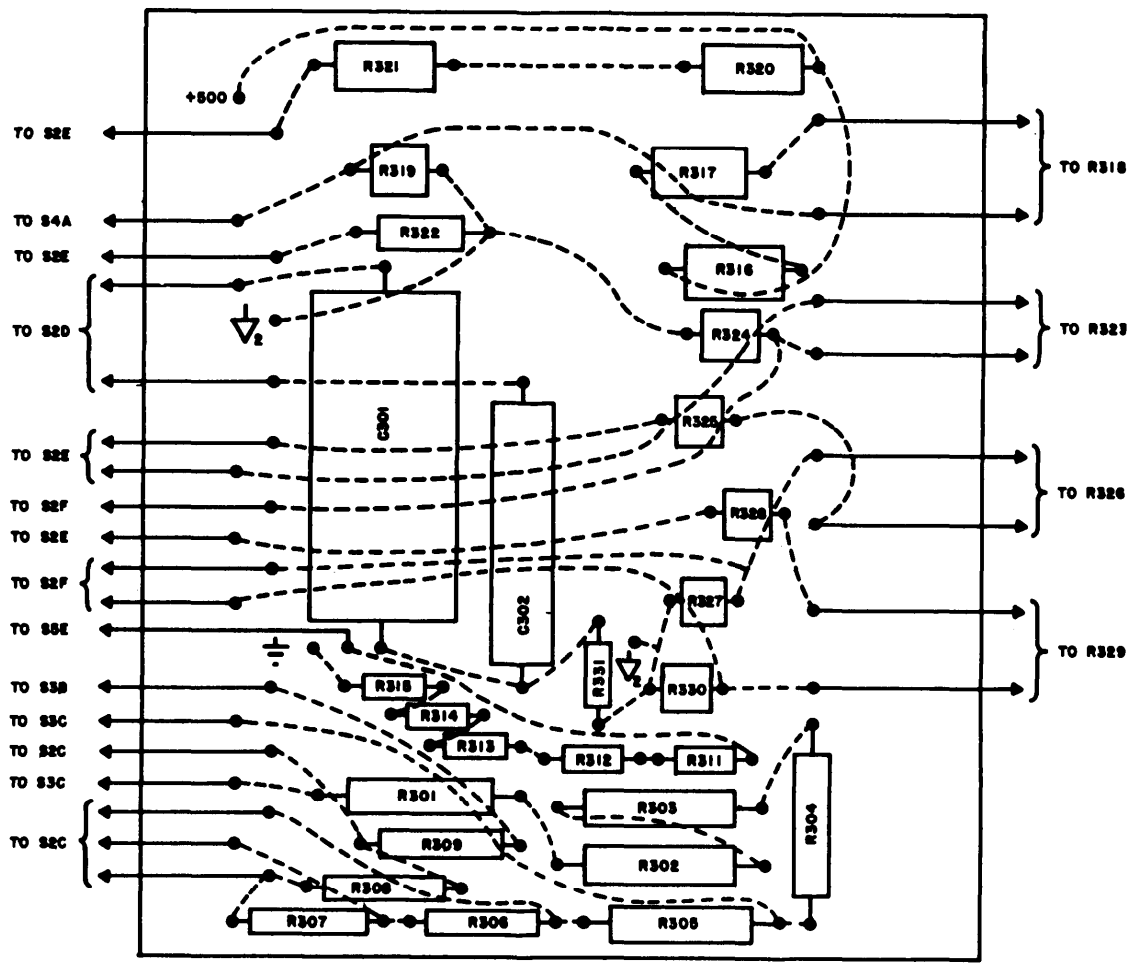 R321
R320
+500
TO S2E
TO R318
R319
R317
TO S4A
R322
TO S2E
R316
TO S2D
2
R324
TO R323
C301
R325
TO S2E
TO R326
TO S2F
R328
TO S2E
TO S2F
R327
C302
TO S5E
R331
2
TO R329
TO S3B
R315
R330
R314
TO S3C
R313
TO S2C
R312
R311
TO S3C
R301
R303
R304
TO S2C
R309
R302
R308
R307
R306
R305